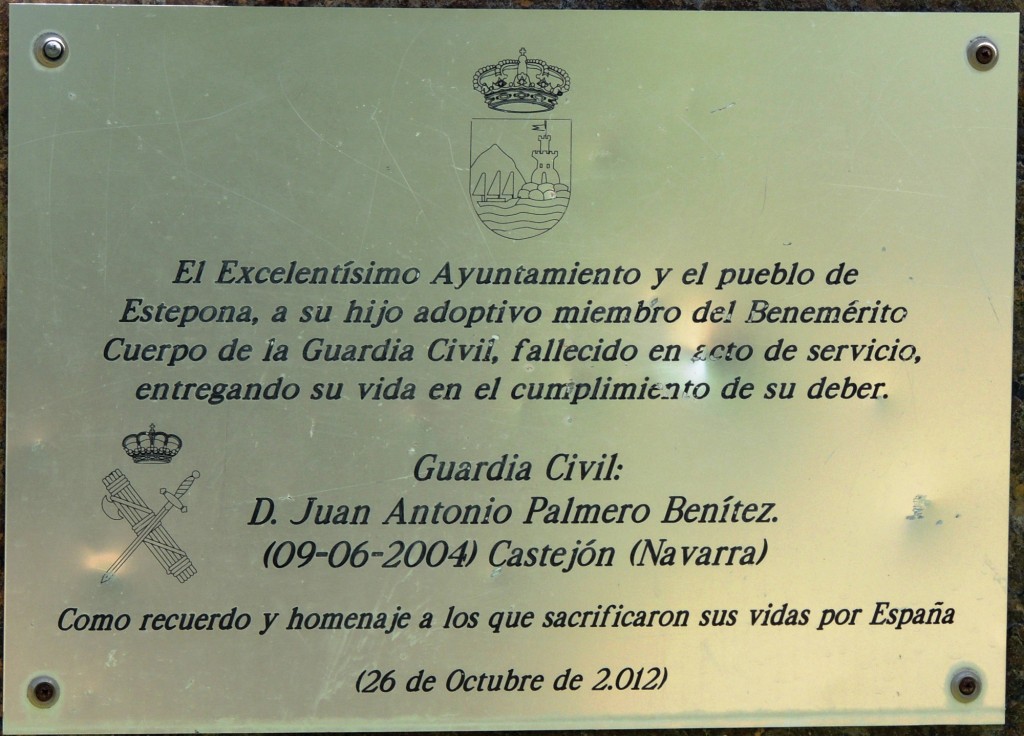 El Excelentísimo Ayuntamiento y el pueblo de
Estepona, a su hijo adoptivo miembro del Benemérito
Cuerpo de la Guardia Civil, fallecido en acto de servicio,
entregando su vida en el cumplimiento de su deber.
Guardia Civil:
D. Juan Antonio Palmero Benítez.
(09-06-2004) Castejón (Navarra)
Como recuerdo y homenaje a los que sacrificaron sus vidas por España
(26 de Octubre de 2.012)